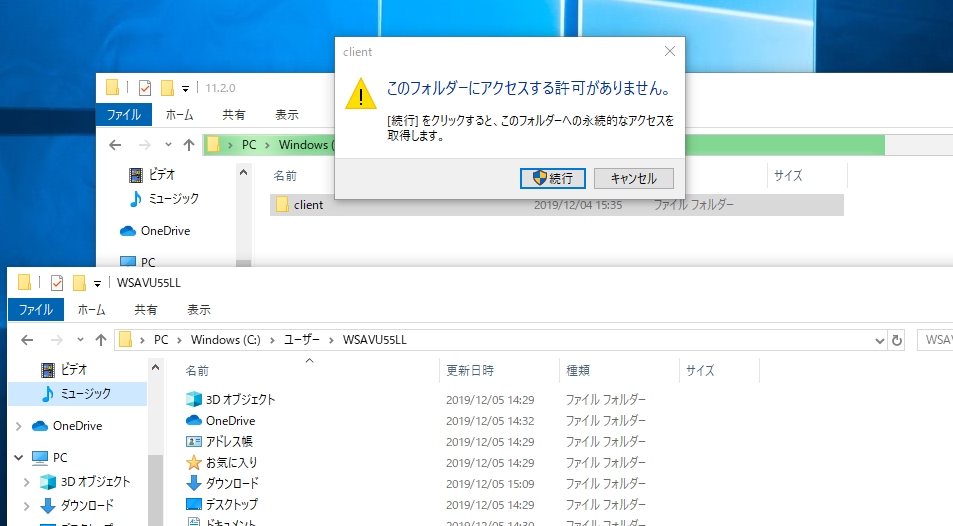 client
このフォルダーにアクセスする許可がありません。
[続行] をクリックすると、このフォルダーへの永続的なアクセスを
取得します。
続行 キャンセル
11.2.0
ファイル ホーム 共有 表示
PC Windows (
ビデオ
ミュージック
OneDrive
PC
名前 サイズ
client 2019/12/04 15:35 ファイル フォルダー
WSAVU55LL
ファイル ホーム 共有 表示
PC Windows (C:) ユーザー WSAVU55LL WSAV
ビデオ
ミュージック
OneDrive
PC
3D オブジェクト
ダウンロード
デスクトップ
名前 更新日時 種類 サイズ
3D オブジェクト 2019/12/05 14:29 ファイル フォルダー
OneDrive 2019/12/05 14:32 ファイル フォルダー
アドレス帳 2019/12/05 14:29 ファイル フォルダー
お気に入り 2019/12/05 14:29 ファイル フォルダー
ダウンロード 2019/12/05 15:09 ファイル フォルダー
デスクトップ 2019/12/05 14:29 ファイル フォルダー
ドキュメント 2019/12/05 14:30 ファイル フォルダー